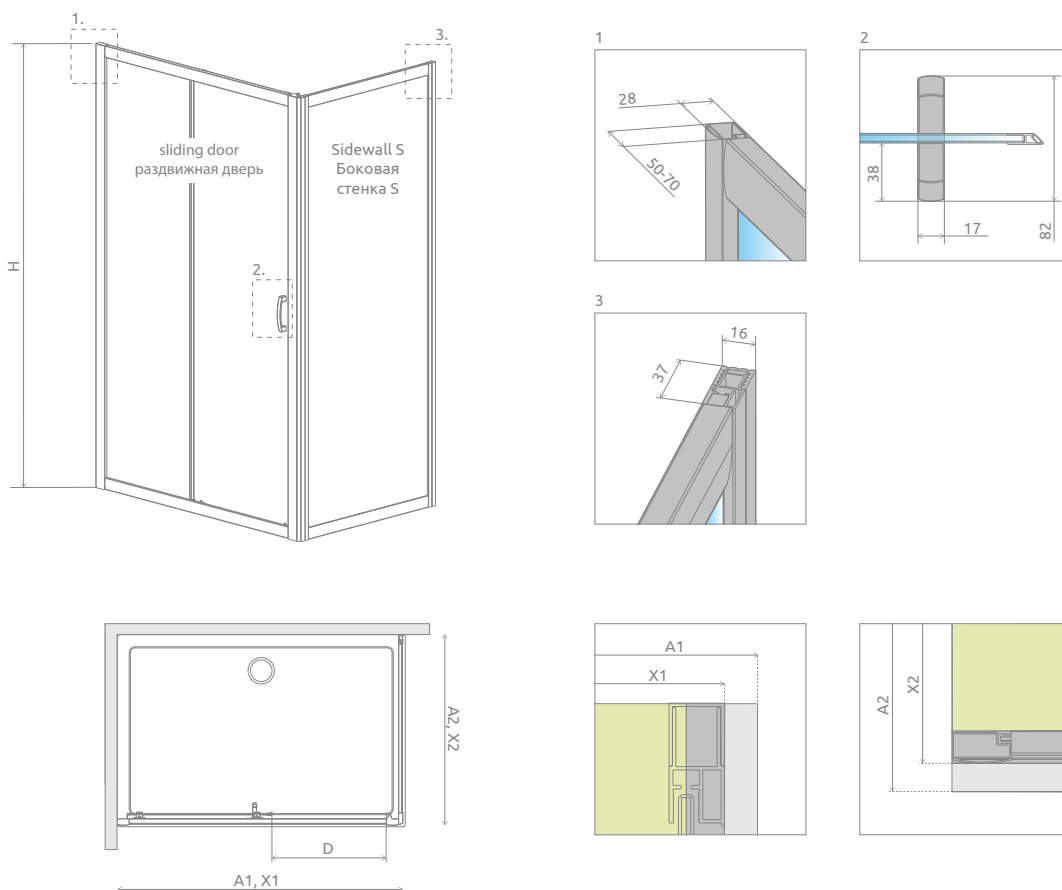 1.
3.
sliding door
раздвижная дверь
Sidewall S
Боковая
стенка S
2.
H
1
28
50-70
2
38
17
82
3
16
37
A2, X2
D
A1, X1
A1
X1
A2
X2